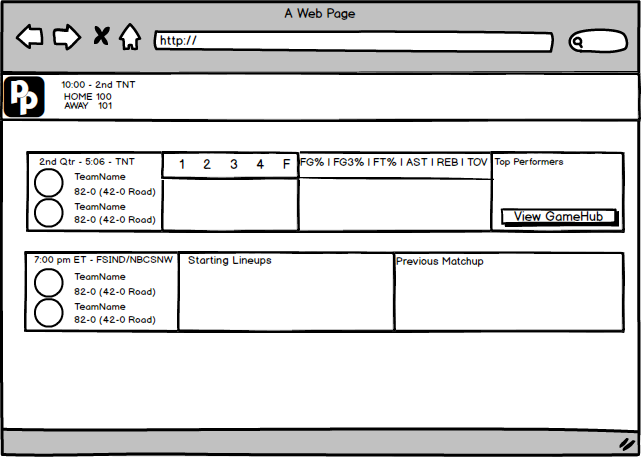 A Web Page
http://
Pp
10:00 - 2nd TNT
HOME 100
AWAY 101
2nd Qtr - 5:06 - TNT
TeamName
82-0 (42-0 Road)
TeamName
82-0 (42-0 Road)
1 2 3 4 F
FG% | FG3% | FT% | AST | REB | TOV
Top Performers
View GameHub
7:00 pm ET - FSIND/NBCSNW
TeamName
82-0 (42-0 Road)
TeamName
82-0 (42-0 Road)
Starting Lineups
Previous Matchup